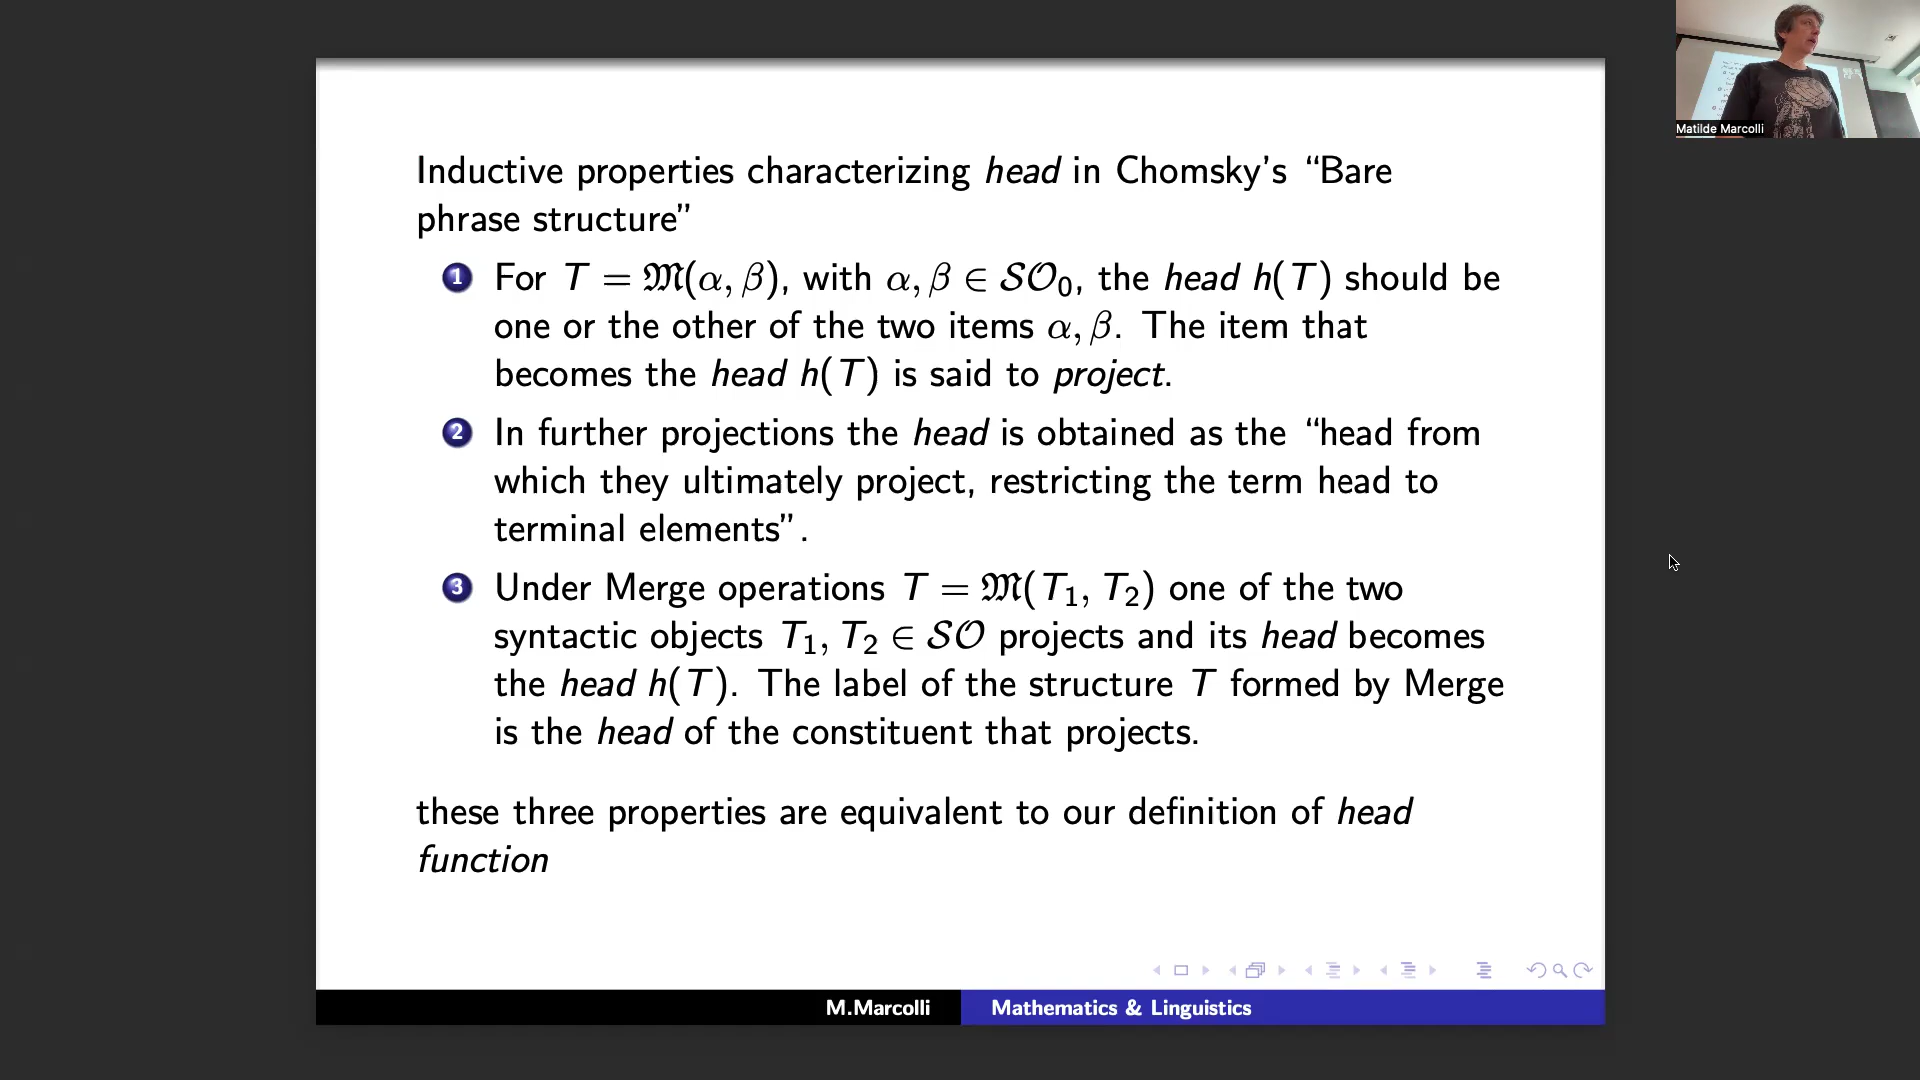 Matilde Marcolli
Inductive properties characterizing head in Chomsky's “Bare
phrase structure”
1 For T = 𝔐(α, β), with α, β ∈ 𝒮𝒪₀, the head h(T) should be
one or the other of the two items α, β. The item that
becomes the head h(T) is said to project.
2 In further projections the head is obtained as the “head from
which they ultimately project, restricting the term head to
terminal elements”.
3 Under Merge operations T = 𝔐(T₁, T₂) one of the two
syntactic objects T₁, T₂ ∈ 𝒮𝒪 projects and its head becomes
the head h(T). The label of the structure T formed by Merge
is the head of the constituent that projects.
these three properties are equivalent to our definition of head
function
M.Marcolli
Mathematics & Linguistics